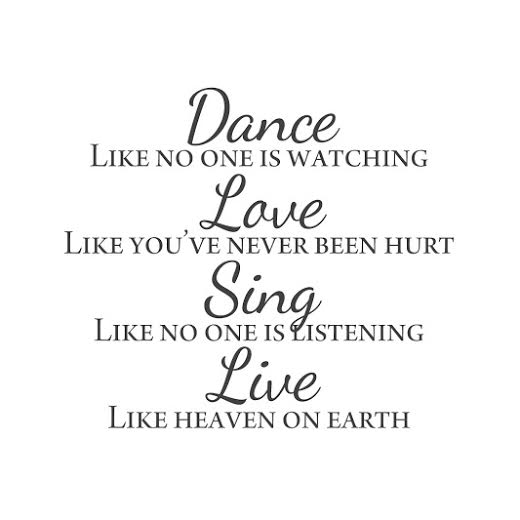 Dance
LIKE NO ONE IS WATCHING
Love
LIKE YOU'VE NEVER BEEN HURT
Sing
LIKE NO ONE IS LISTENING
Live
LIKE HEAVEN ON EARTH